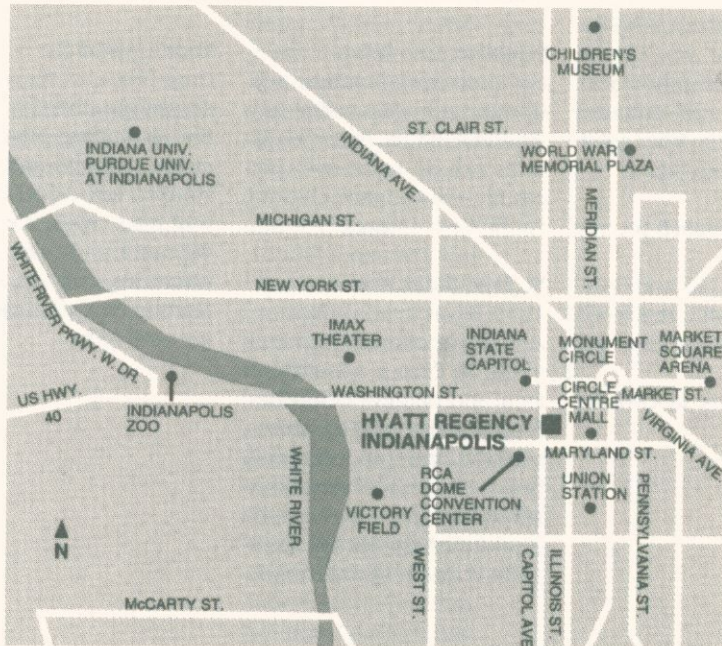 CHILDREN'S
MUSEUM
ST. CLAIR ST.
INDIANA UNIV.
PURDUE UNIV.
AT INDIANAPOLIS
INDIANA AVE.
WORLD WAR
MEMORIAL PLAZA
MERIDIAN ST.
MICHIGAN ST.
WHITE RIVER PKWY. W. DR.
NEW YORK ST.
IMAX
THEATER
INDIANA
STATE
CAPITOL
MONUMENT
CIRCLE
MARKET
SQUARE
ARENA
US HWY.
40
INDIANAPOLIS
ZOO
WASHINGTON ST.
MARKET ST.
CIRCLE
CENTRE
MALL
VIRGINIA AVE.
HYATT REGENCY
INDIANAPOLIS
MARYLAND ST.
WHITE RIVER
VICTORY
FIELD
RCA
DOME
CONVENTION
CENTER
UNION
STATION
PENNSYLVANIA ST.
N
WEST ST.
CAPITOL AVE
ILLINOIS ST.
McCARTY ST.